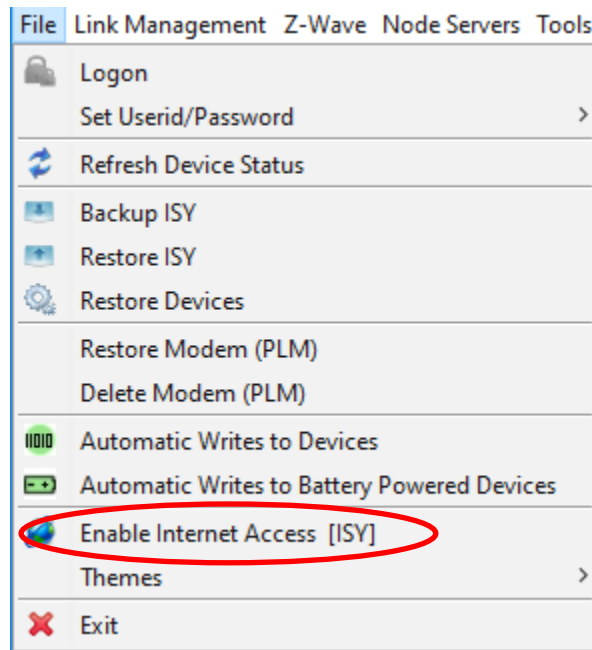 File Link Management Z-Wave Node Servers Tools
Logon
Set Userid/Password
Refresh Device Status
Backup ISY
Restore ISY
Restore Devices
Restore Modem (PLM)
Delete Modem (PLM)
Automatic Writes to Devices
Automatic Writes to Battery Powered Devices
Enable Internet Access [ISY]
Themes
Exit